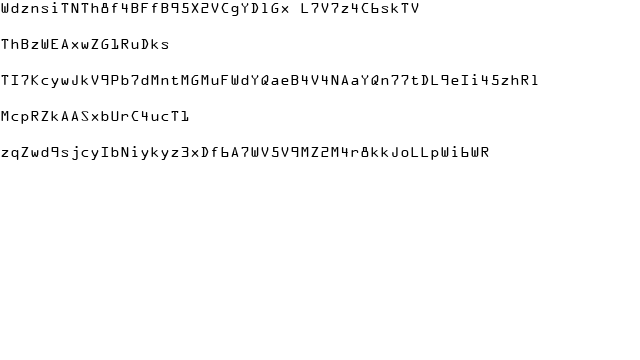 WdznsiTNTh8f4BFfB95X2VCgYD1Gx L7V7z4C6skTV
ThBzWEAxwZG1RuDks
TI7KcywJkV9Pb7dMntMGMuFWdYQaeB4V4NAaYQn77tDL9eIi45zhR1
McpRZkAASxbUrC4ucT1
zqZwd9sjcyIbNiykyz3xDf6A7WV5V9MZ2M4r8kkJoLLpWi6WR